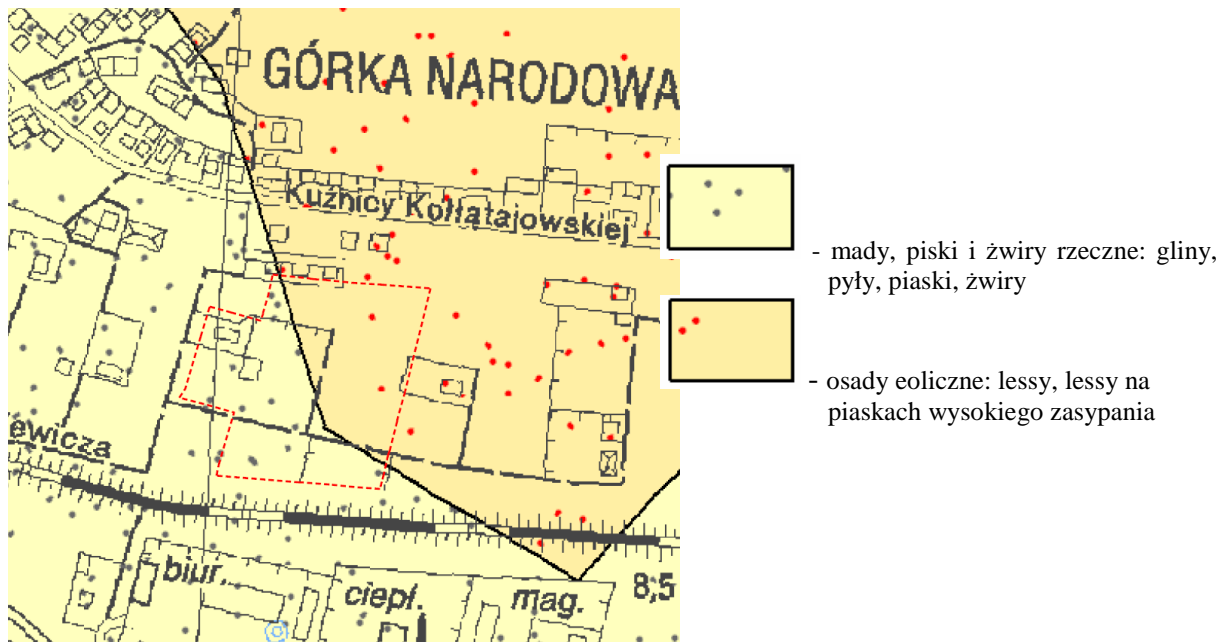 GÓRKA NARODOWA
Kuźnicy Kołłątajowskiej
ewicza
biur.
ciepł.
mag.
8,5
- mady, piski i żwiry rzeczne: gliny,
pyły, piaski, żwiry
- osady eoliczne: lessy, lessy na
piaskach wysokiego zasypania